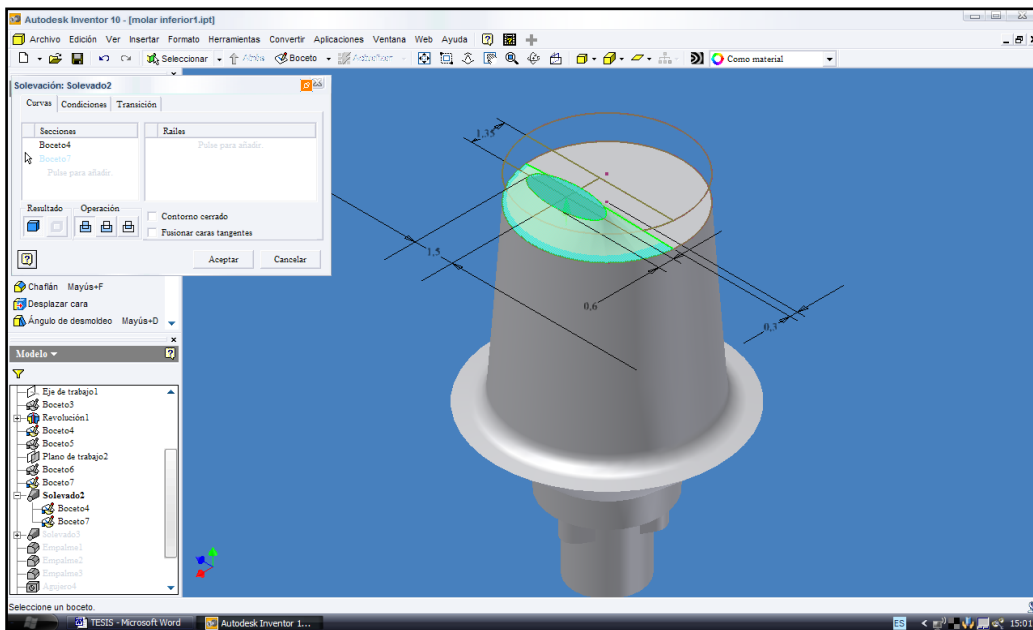 Autodesk Inventor 10 - [molar inferior1.ipt]
Archivo Edición Ver Insertar Formato Herramientas Convertir Aplicaciones Ventana Web Ayuda
Seleccionar Atrás Boceto Actualizar Como material
Solevación: Solevado2
Curvas Condiciones Transición
Secciones Raíles
Boceto4 Pulse para añadir.
Boceto7
Pulse para añadir.
Resultado Operación
Contorno cerrado
Fusionar caras tangentes
Aceptar Cancelar
Chaflán Mayús+F
Desplazar cara
Ángulo de desmoldeo Mayús+D
Modelo
Eje de trabajo1
Boceto3
Revolución1
Boceto4
Boceto5
Plano de trabajo2
Boceto6
Boceto7
Solevado2
Boceto4
Boceto7
Solevado3
Empalme1
Empalme2
Empalme3
Agujero4
1,35
1,5
0,6
0,3
Seleccione un boceto.
TESIS - Microsoft Word Autodesk Inventor 1... ES 15:01